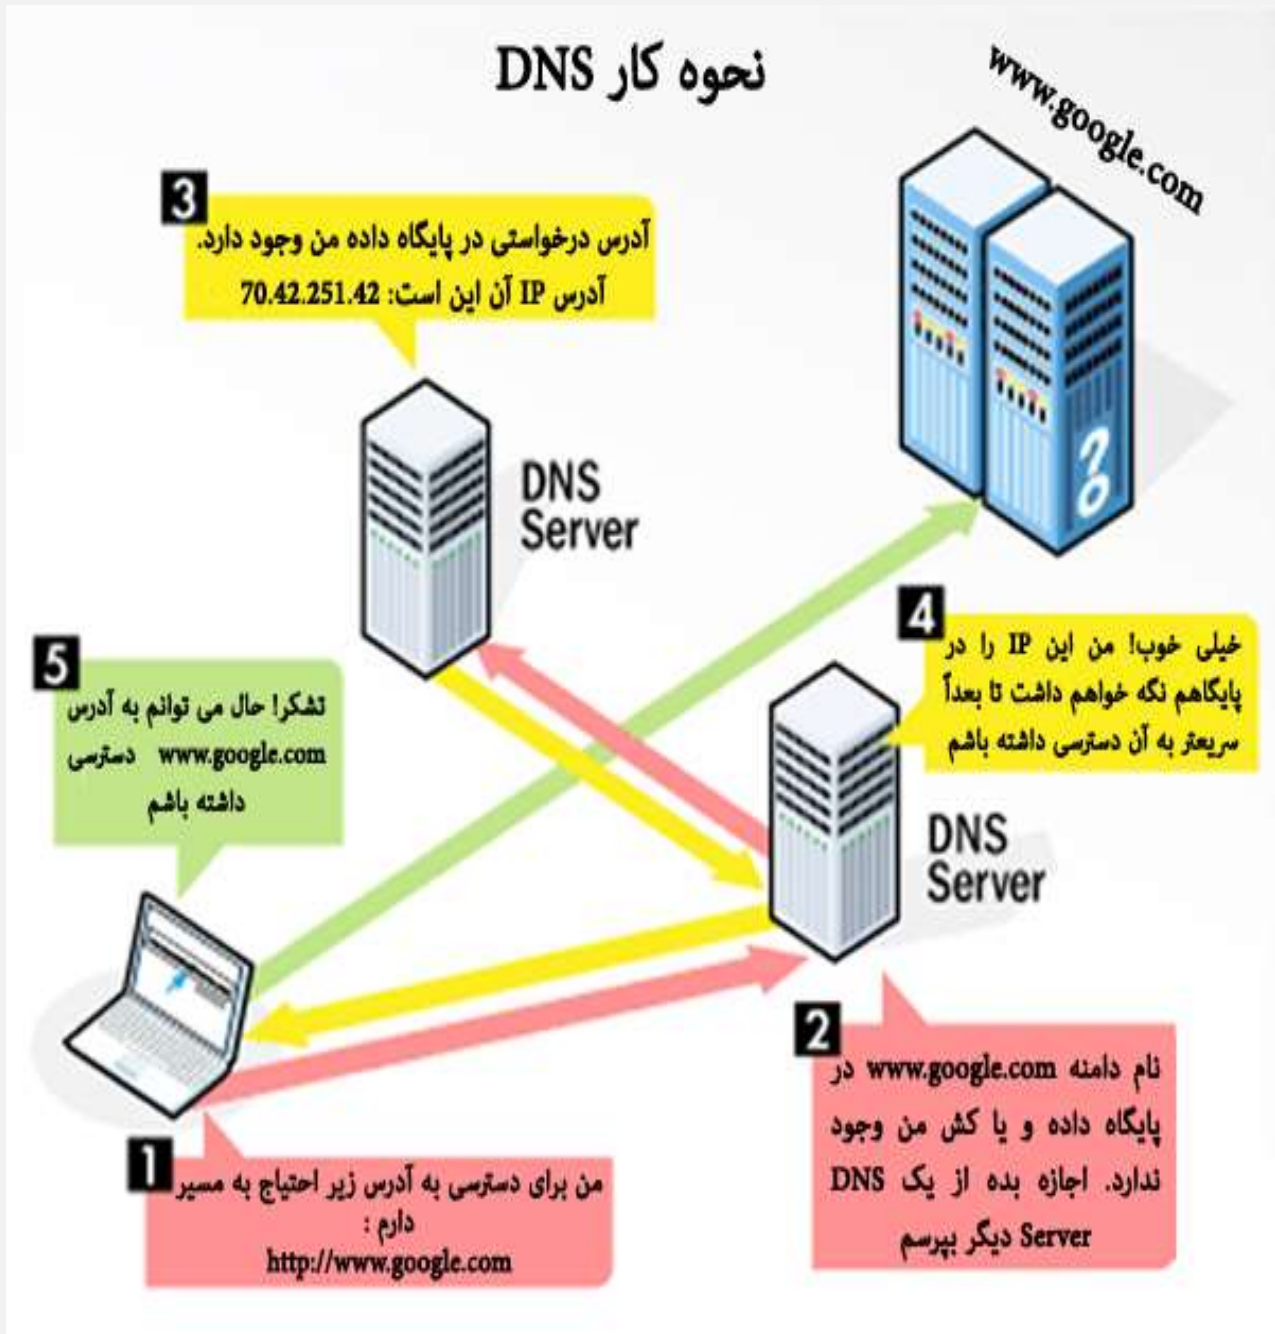 نحوه کار DNS
www.google.com
3
آدرس درخواستی در پایگاه داده من وجود دارد.
آدرس IP آن این است: 70.42.251.42
DNS
Server
4
خیلی خوب! من این IP را در
پایگاهم نگه خواهم داشت تا بعداً
سریعتر به آن دسترسی داشته باشم
5
تشکر! حال می توانم به آدرس
www.google.com دسترسی
داشته باشم
DNS
Server
2
نام دامنه www.google.com در
پایگاه داده و یا کش من وجود
ندارد. اجازه بده از یک DNS
Server دیگر بپرسم
1
من برای دسترسی به آدرس زیر احتیاج به مسیر
دارم :
http://www.google.com
?